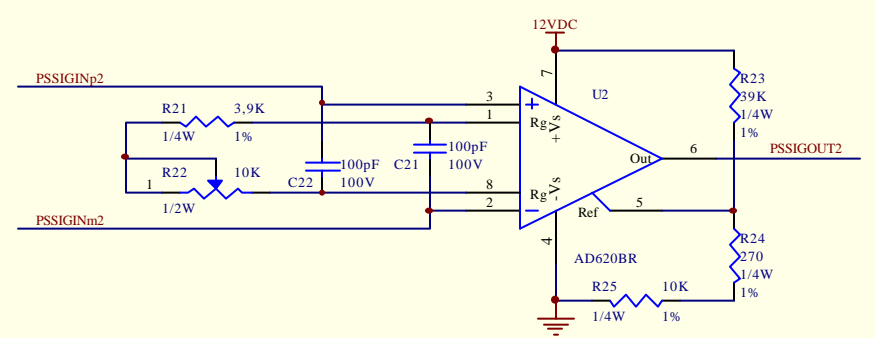 12VDC
PSSIGINp2
7
U2
R23
39K
1/4W
1%
R21 3,9K
1/4W 1%
3
1
+
Rg
+Vs
100pF
C21
100V
6
PSSIGOUT2
Out
R22 10K
1
1/2W
100pF
C22
100V
8
2
Rg
-Vs
–
Ref
5
PSSIGINm2
4
AD620BR
R24
270
1/4W
1%
R25 10K
1/4W 1%